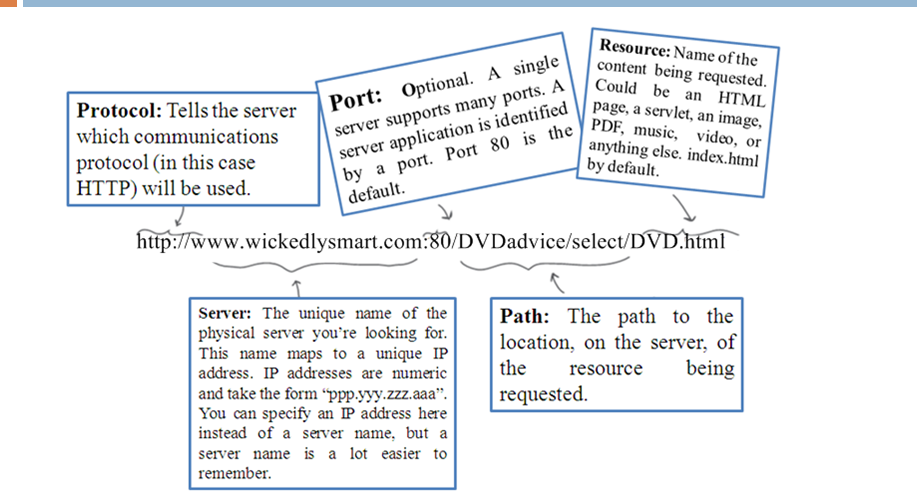 Protocol: Tells the server
which communications
protocol (in this case
HTTP) will be used.
Port: Optional. A single
server supports many ports. A
server application is identified
by a port. Port 80 is the
default.
Resource: Name of the
content being requested.
Could be an HTML
page, a servlet, an image,
PDF, music, video, or
anything else. index.html
by default.
http://www.wickedlysmart.com:80/DVDadvice/select/DVD.html
Server: The unique name of the
physical server you’re looking for.
This name maps to a unique IP
address. IP addresses are numeric
and take the form “ppp.yyy.zzz.aaa”.
You can specify an IP address here
instead of a server name, but a
server name is a lot easier to
remember.
Path: The path to the
location, on the server, of
the resource being
requested.